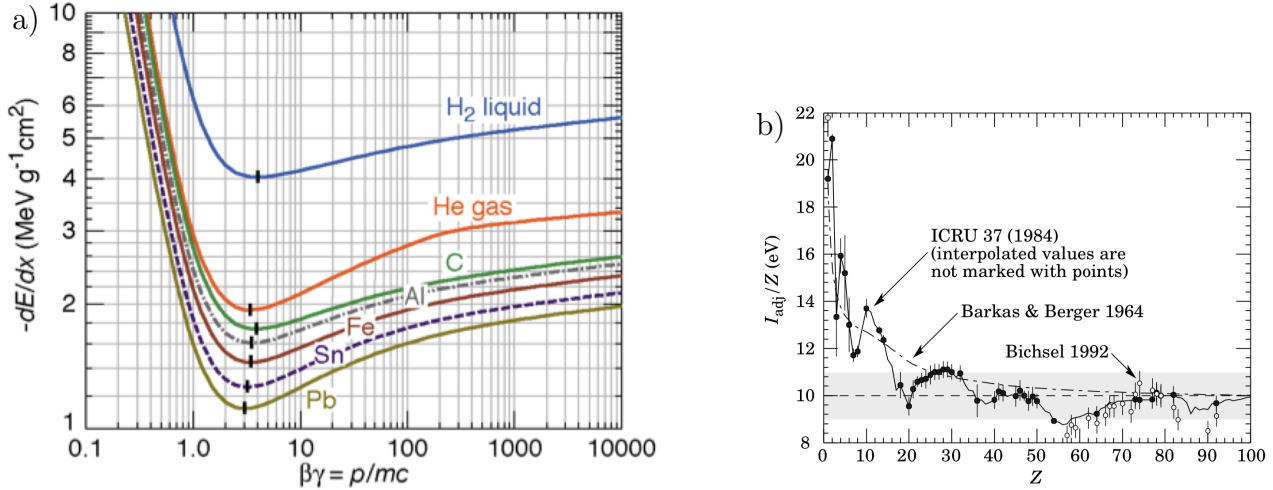 a)
10
8
6
5
4
3
2
1
-dE/dx (MeV g⁻¹cm2)
H₂ liquid
He gas
C
Al
Fe
Sn
Pb
0.1 1.0 10 100 1000 10000
βγ = p/mc
b)
22
20
18
16
14
12
10
8
I_adj/Z (eV)
ICRU 37 (1984)
(interpolated values are
not marked with points)
Barkas & Berger 1964
Bichsel 1992
0 10 20 30 40 50 60 70 80 90 100
Z